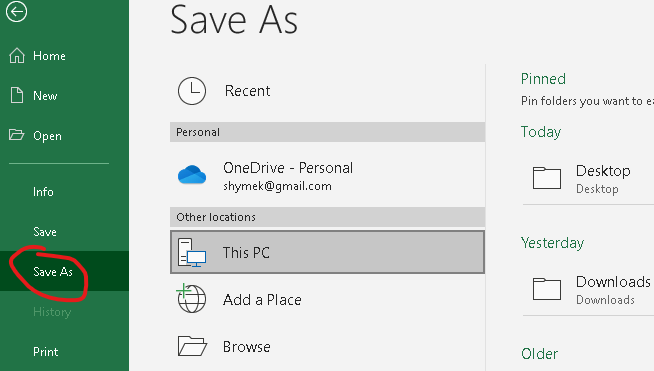 Save As
Home
New
Open
Info
Save
Save As
History
Print
Recent
Personal
OneDrive - Personal
shymek@gmail.com
Other locations
This PC
Add a Place
Browse
Pinned
Pin folders you want to ea
Today
Desktop
Desktop
Yesterday
Downloads
Downloads
Older